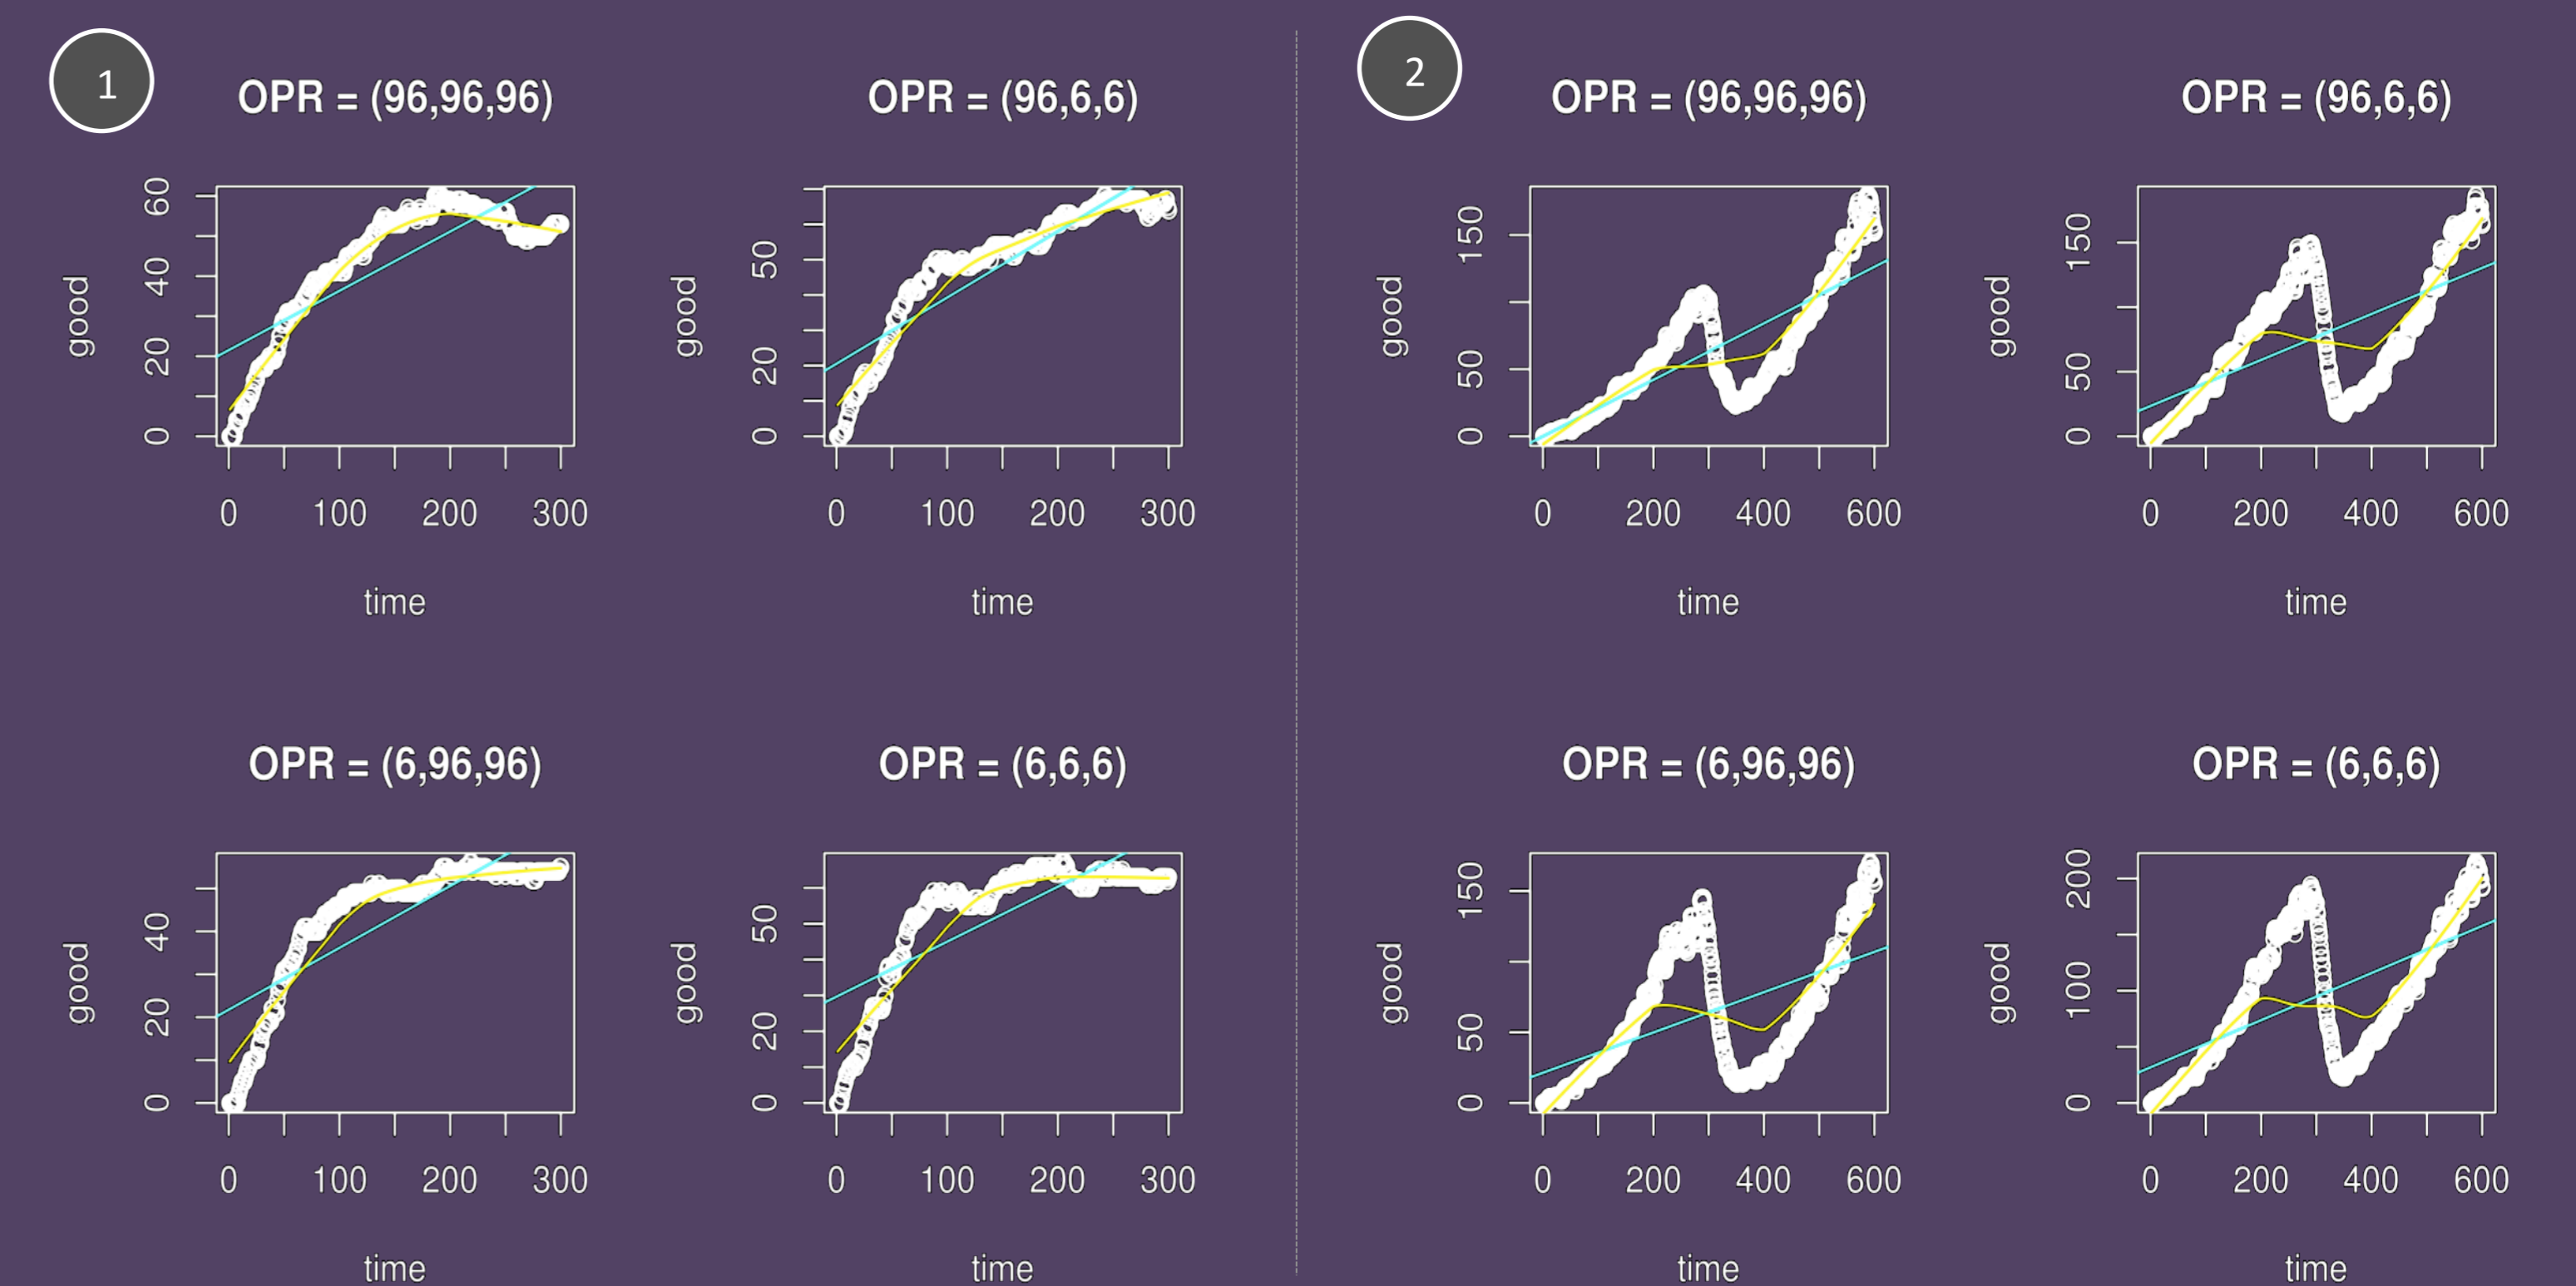 1
OPR = (96,96,96)
good
0 20 40 60
0 100 200 300
time
OPR = (96,6,6)
good
0 20 50
0 100 200 300
time
OPR = (6,96,96)
good
0 20 40
0 100 200 300
time
OPR = (6,6,6)
good
0 20 50
0 100 200 300
time
2
OPR = (96,96,96)
good
0 50 150
0 200 400 600
time
OPR = (96,6,6)
good
0 50 150
0 200 400 600
time
OPR = (6,96,96)
good
0 50 150
0 200 400 600
time
OPR = (6,6,6)
good
0 100 200
0 200 400 600
time